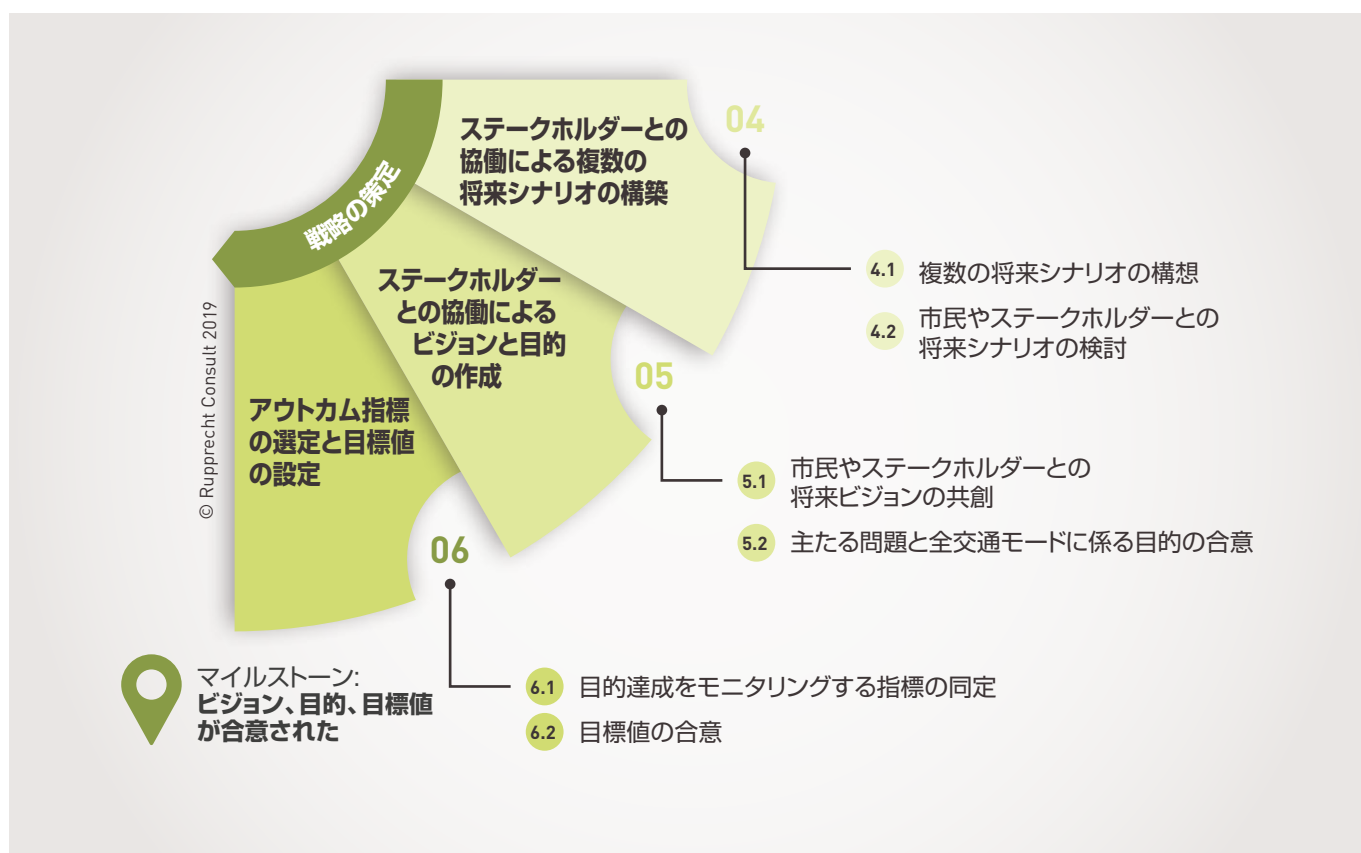 戦略の策定
ステークホルダーとの
協働による複数の
将来シナリオの構築
04
4.1 複数の将来シナリオの構想
4.2 市民やステークホルダーとの
将来シナリオの検討
ステークホルダー
との協働による
ビジョンと目的
の作成
05
5.1 市民やステークホルダーとの
将来ビジョンの共創
5.2 主たる問題と全交通モードに係る目的の合意
アウトカム指標
の選定と目標値
の設定
06
6.1 目的達成をモニタリングする指標の同定
6.2 目標値の合意
マイルストーン:
ビジョン、目的、目標値
が合意された
© Rupprecht Consult 2019